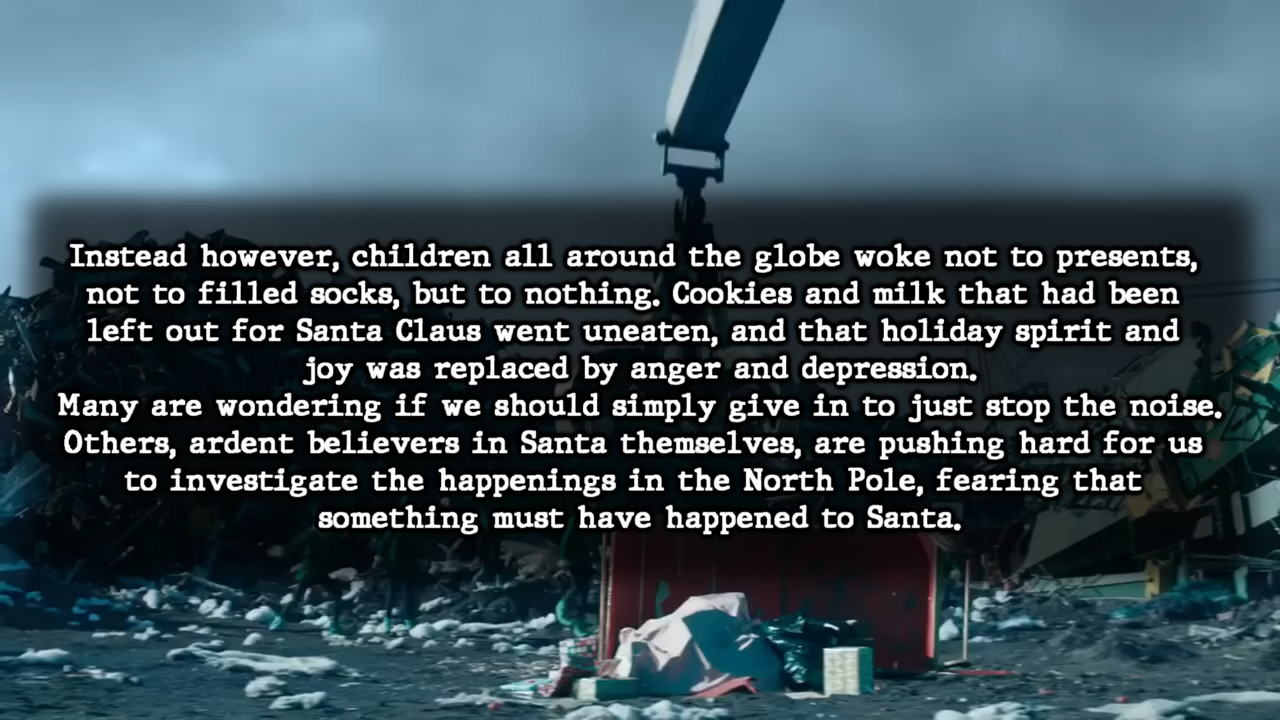 Instead however, children all around the globe woke not to presents,
not to filled socks, but to nothing. Cookies and milk that had been
left out for Santa Claus went uneaten, and that holiday spirit and
joy was replaced by anger and depression.
Many are wondering if we should simply give in to just stop the noise.
Others, ardent believers in Santa themselves, are pushing hard for us
to investigate the happenings in the North Pole, fearing that
something must have happened to Santa.